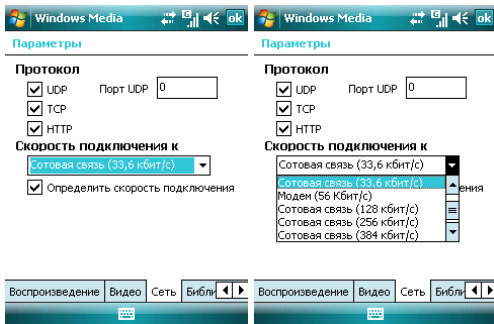 Windows Media G ok
Параметры
Протокол
UDP Порт UDP 0
TCP
HTTP
Скорость подключения к
Сотовая связь (33,6 кбит/с)
Определить скорость подключения
Воспроизведение Видео Сеть Библи
Windows Media G ok
Параметры
Протокол
UDP Порт UDP 0
TCP
HTTP
Скорость подключения к
Сотовая связь (33,6 кбит/с)
Сотовая связь (33,6 кбит/с)
ения
Модем (56 Кбит/с)
Сотовая связь (128 кбит/с)
Сотовая связь (256 кбит/с)
Сотовая связь (384 кбит/с)
Воспроизведение Видео Сеть Библи